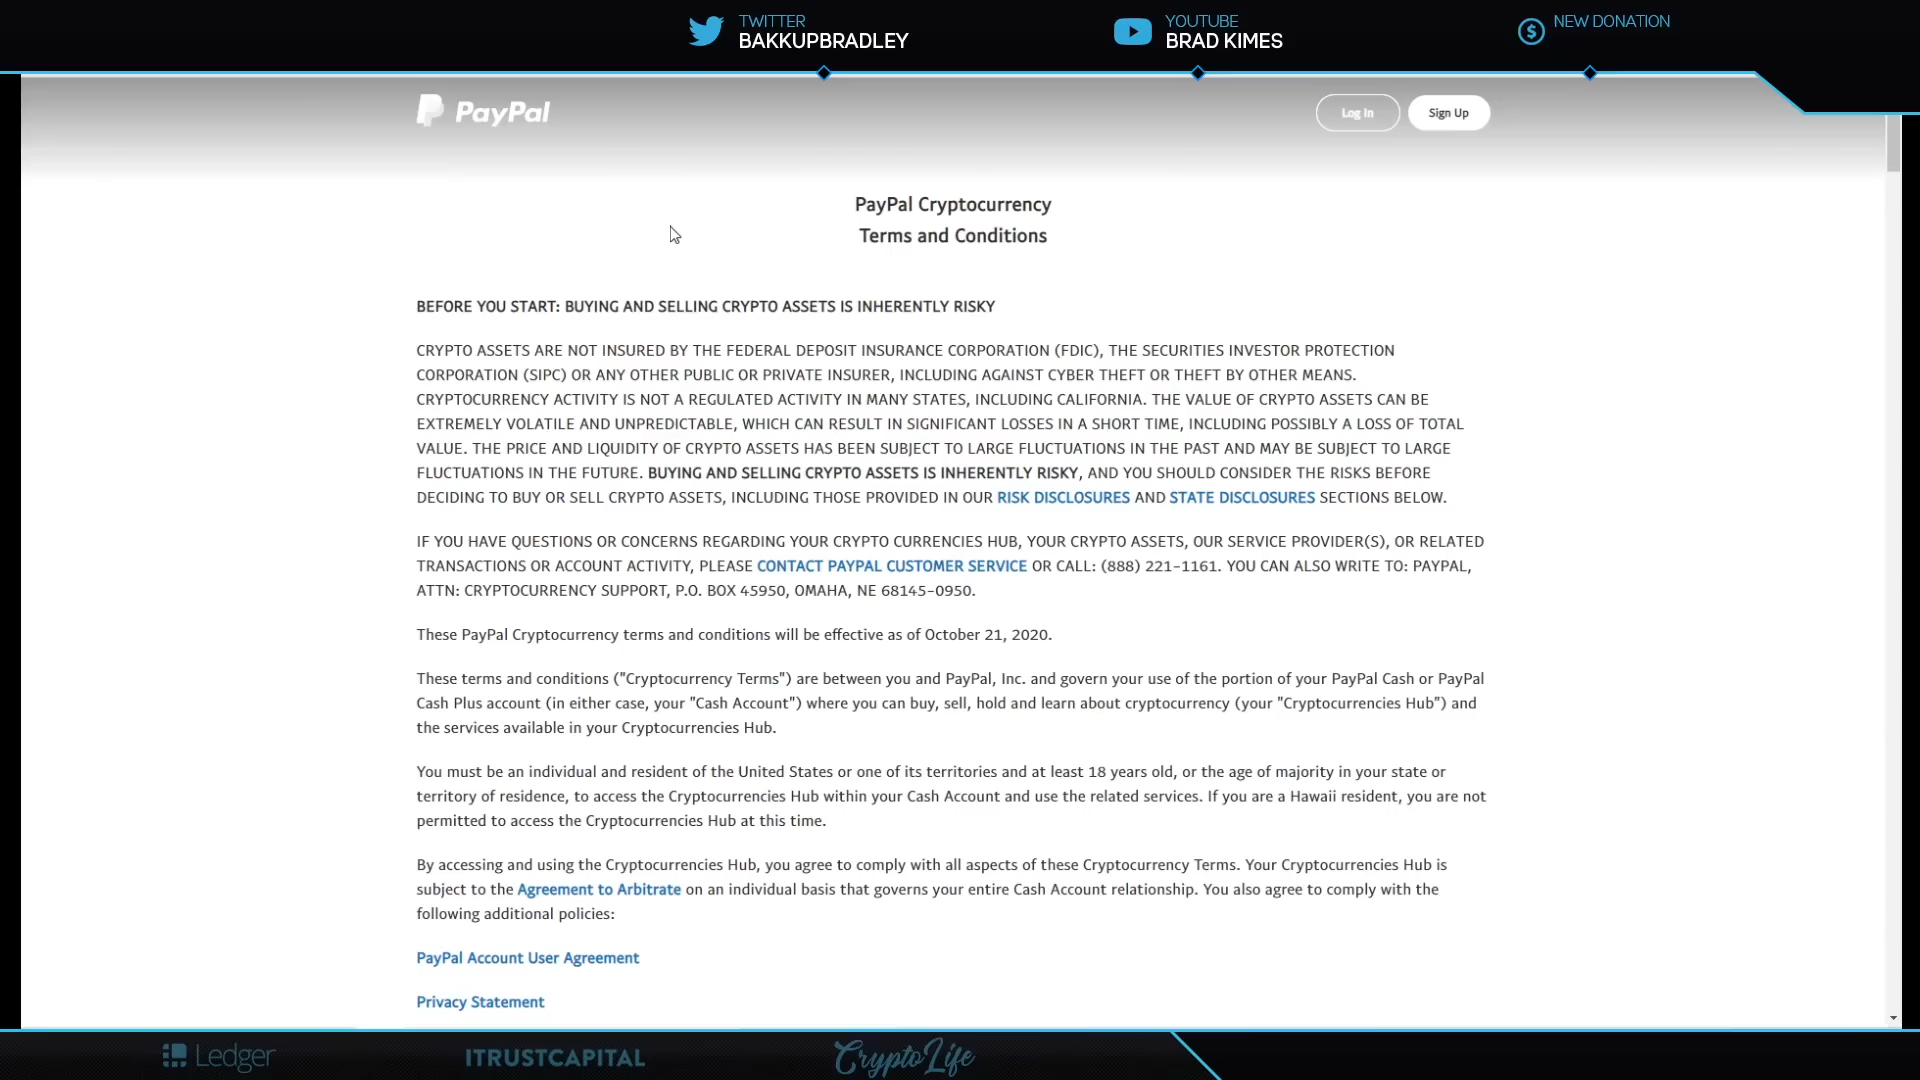 TWITTER
BAKKUPBRADLEY
YOUTUBE
BRAD KIMES
NEW DONATION
PayPal
Log In
Sign Up
PayPal Cryptocurrency
Terms and Conditions
BEFORE YOU START: BUYING AND SELLING CRYPTO ASSETS IS INHERENTLY RISKY
CRYPTO ASSETS ARE NOT INSURED BY THE FEDERAL DEPOSIT INSURANCE CORPORATION (FDIC), THE SECURITIES INVESTOR PROTECTION
CORPORATION (SIPC) OR ANY OTHER PUBLIC OR PRIVATE INSURER, INCLUDING AGAINST CYBER THEFT OR THEFT BY OTHER MEANS.
CRYPTOCURRENCY ACTIVITY IS NOT A REGULATED ACTIVITY IN MANY STATES, INCLUDING CALIFORNIA. THE VALUE OF CRYPTO ASSETS CAN BE
EXTREMELY VOLATILE AND UNPREDICTABLE, WHICH CAN RESULT IN SIGNIFICANT LOSSES IN A SHORT TIME, INCLUDING POSSIBLY A LOSS OF TOTAL
VALUE. THE PRICE AND LIQUIDITY OF CRYPTO ASSETS HAS BEEN SUBJECT TO LARGE FLUCTUATIONS IN THE PAST AND MAY BE SUBJECT TO LARGE
FLUCTUATIONS IN THE FUTURE. BUYING AND SELLING CRYPTO ASSETS IS INHERENTLY RISKY, AND YOU SHOULD CONSIDER THE RISKS BEFORE
DECIDING TO BUY OR SELL CRYPTO ASSETS, INCLUDING THOSE PROVIDED IN OUR RISK DISCLOSURES AND STATE DISCLOSURES SECTIONS BELOW.
IF YOU HAVE QUESTIONS OR CONCERNS REGARDING YOUR CRYPTO CURRENCIES HUB, YOUR CRYPTO ASSETS, OUR SERVICE PROVIDER(S), OR RELATED
TRANSACTIONS OR ACCOUNT ACTIVITY, PLEASE CONTACT PAYPAL CUSTOMER SERVICE OR CALL: (888) 221-1161. YOU CAN ALSO WRITE TO: PAYPAL,
ATTN: CRYPTOCURRENCY SUPPORT, P.O. BOX 45950, OMAHA, NE 68145-0950.
These PayPal Cryptocurrency terms and conditions will be effective as of October 21, 2020.
These terms and conditions ("Cryptocurrency Terms") are between you and PayPal, Inc. and govern your use of the portion of your PayPal Cash or PayPal
Cash Plus account (in either case, your "Cash Account") where you can buy, sell, hold and learn about cryptocurrency (your "Cryptocurrencies Hub") and
the services available in your Cryptocurrencies Hub.
You must be an individual and resident of the United States or one of its territories and at least 18 years old, or the age of majority in your state or
territory of residence, to access the Cryptocurrencies Hub within your Cash Account and use the related services. If you are a Hawaii resident, you are not
permitted to access the Cryptocurrencies Hub at this time.
By accessing and using the Cryptocurrencies Hub, you agree to comply with all aspects of these Cryptocurrency Terms. Your Cryptocurrencies Hub is
subject to the Agreement to Arbitrate on an individual basis that governs your entire Cash Account relationship. You also agree to comply with the
following additional policies:
PayPal Account User Agreement
Privacy Statement
Ledger
ITRUSTCAPITAL
CryptoLife